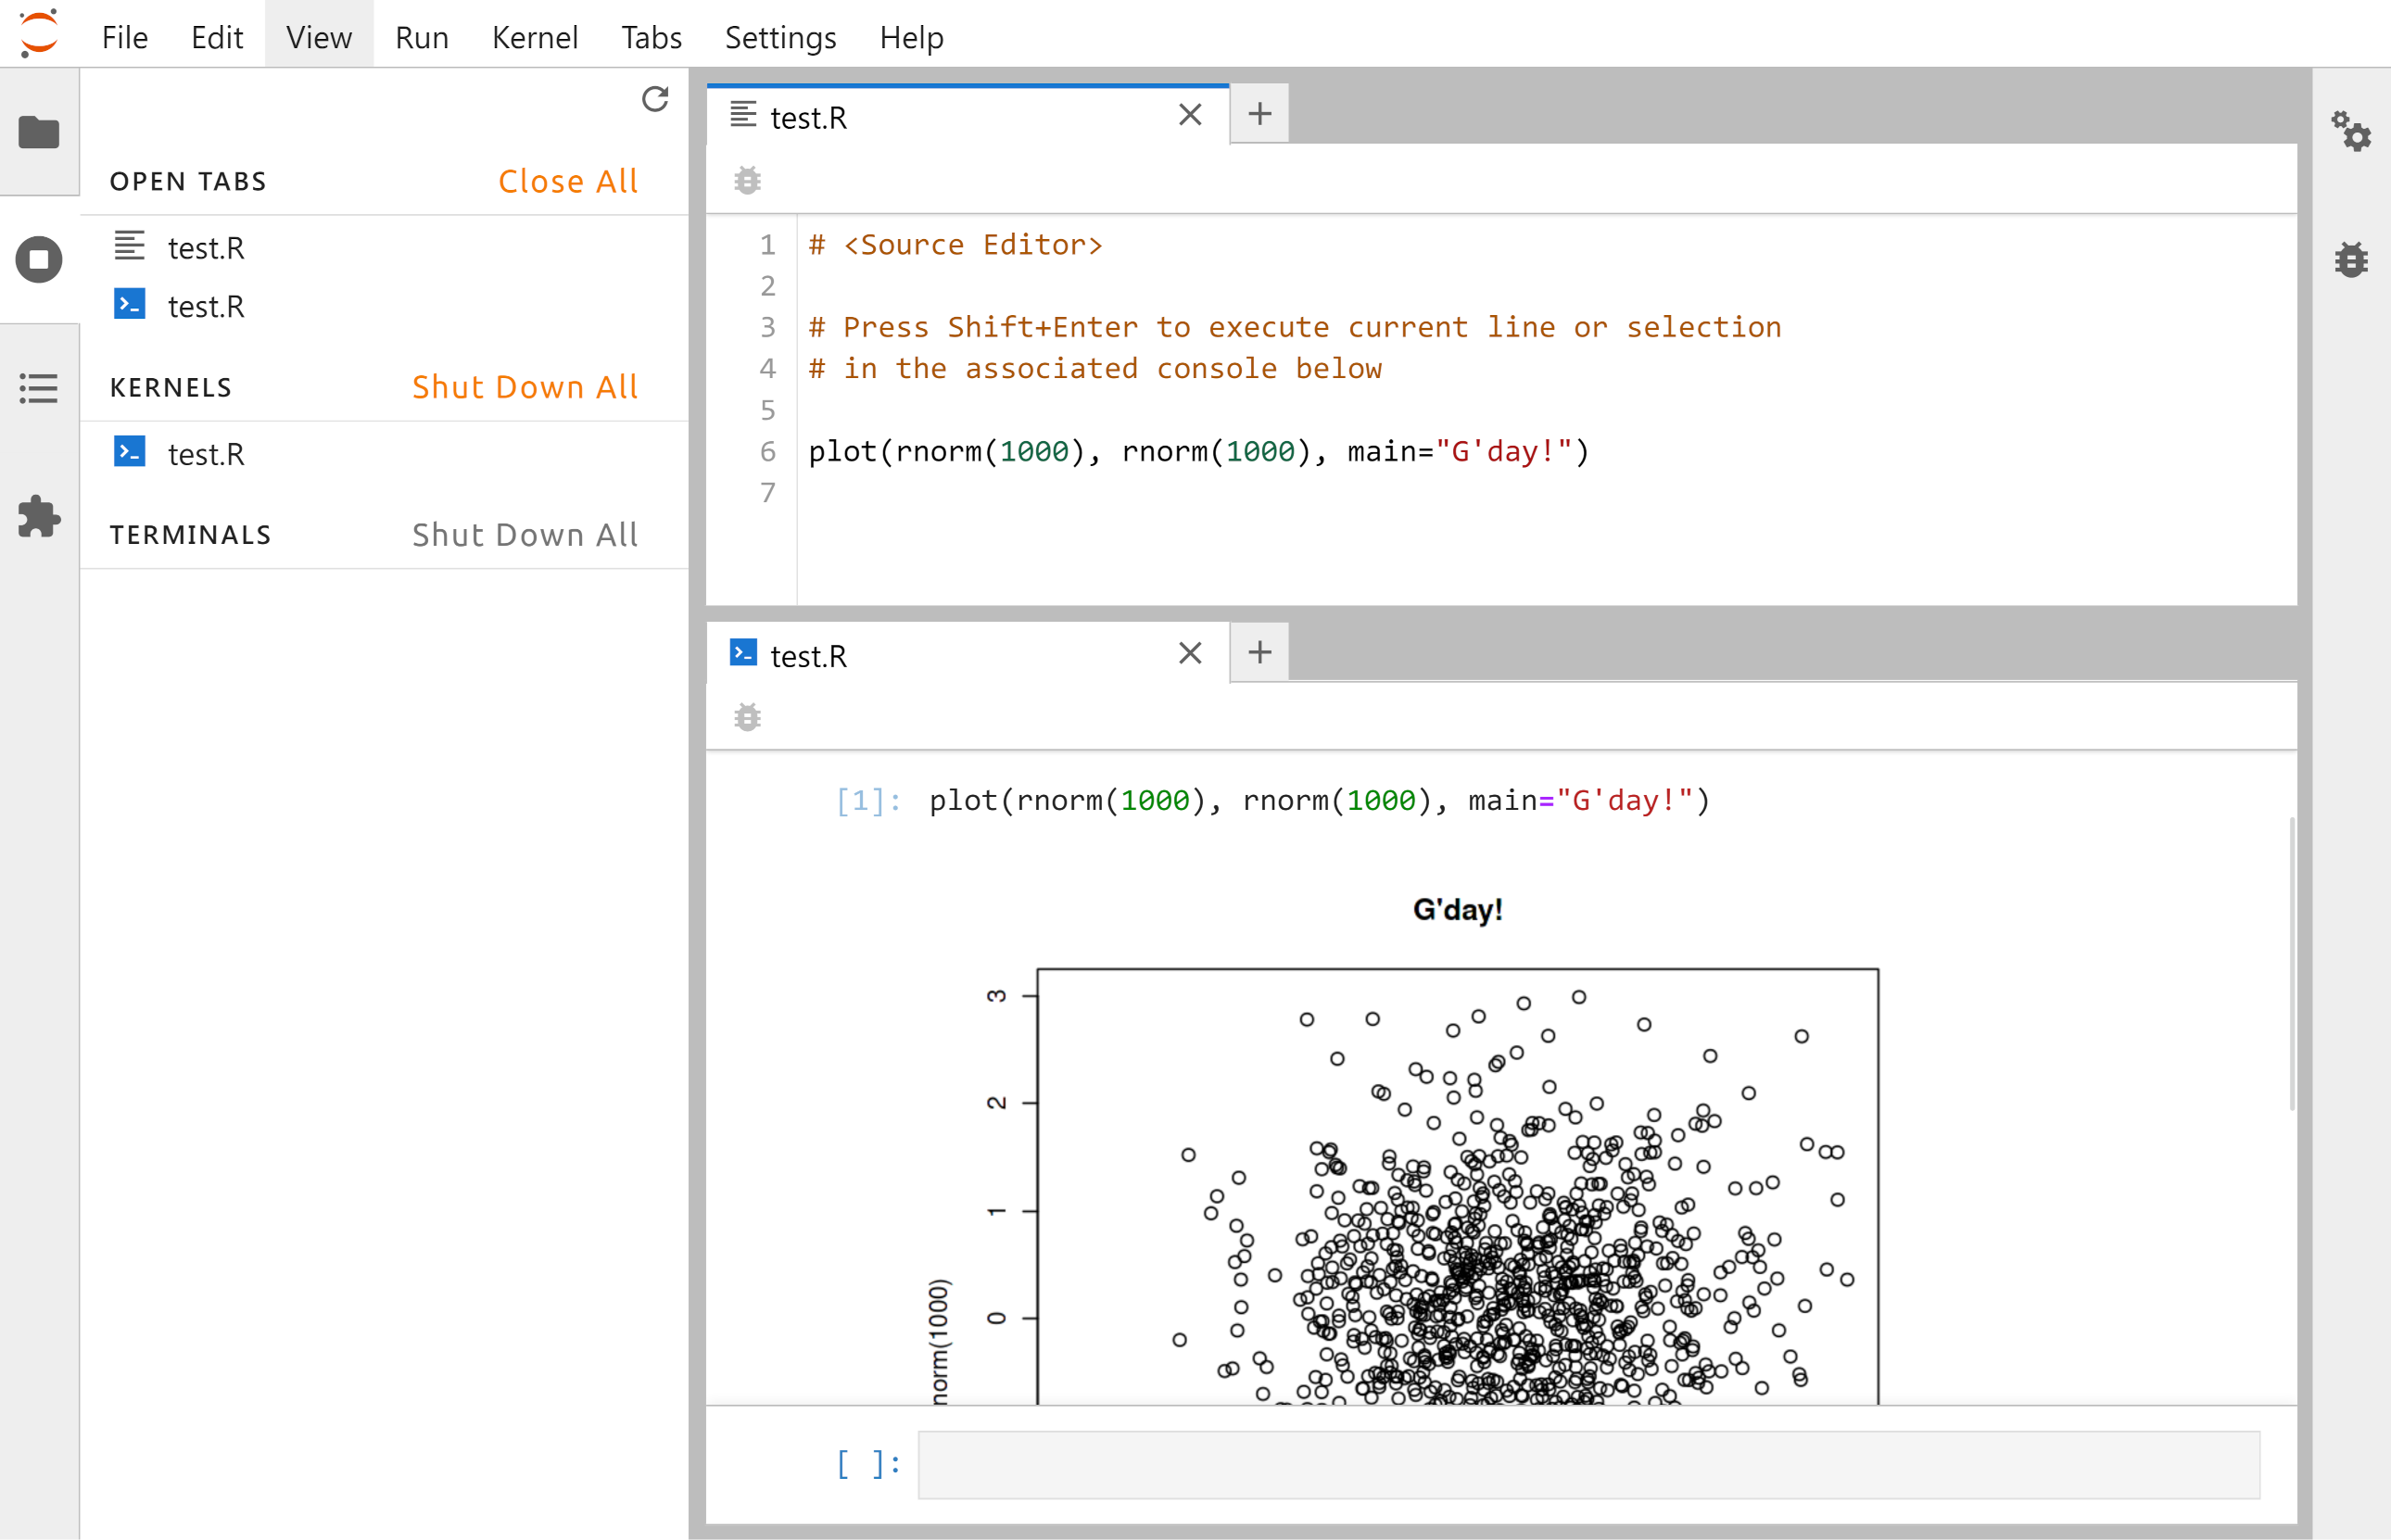 File Edit View Run Kernel Tabs Settings Help
OPEN TABS Close All
test.R
test.R
KERNELS Shut Down All
test.R
TERMINALS Shut Down All
test.R
1 # <Source Editor>
2
3 # Press Shift+Enter to execute current line or selection
4 # in the associated console below
5
6 plot(rnorm(1000), rnorm(1000), main="G'day!")
7
test.R
[1]: plot(rnorm(1000), rnorm(1000), main="G'day!")
G'day!
3
2
1
0
norm(1000)
[ ]: